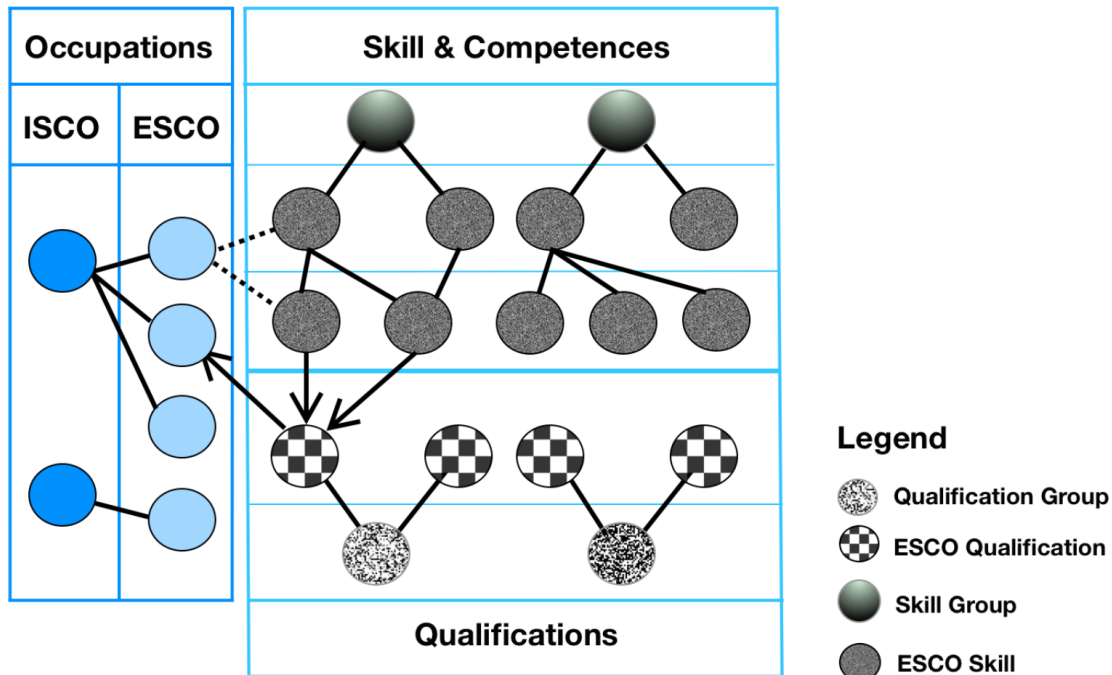 Occupations
Skill & Competences
ISCO
ESCO
Legend
Qualification Group
ESCO Qualification
Skill Group
ESCO Skill
Qualifications